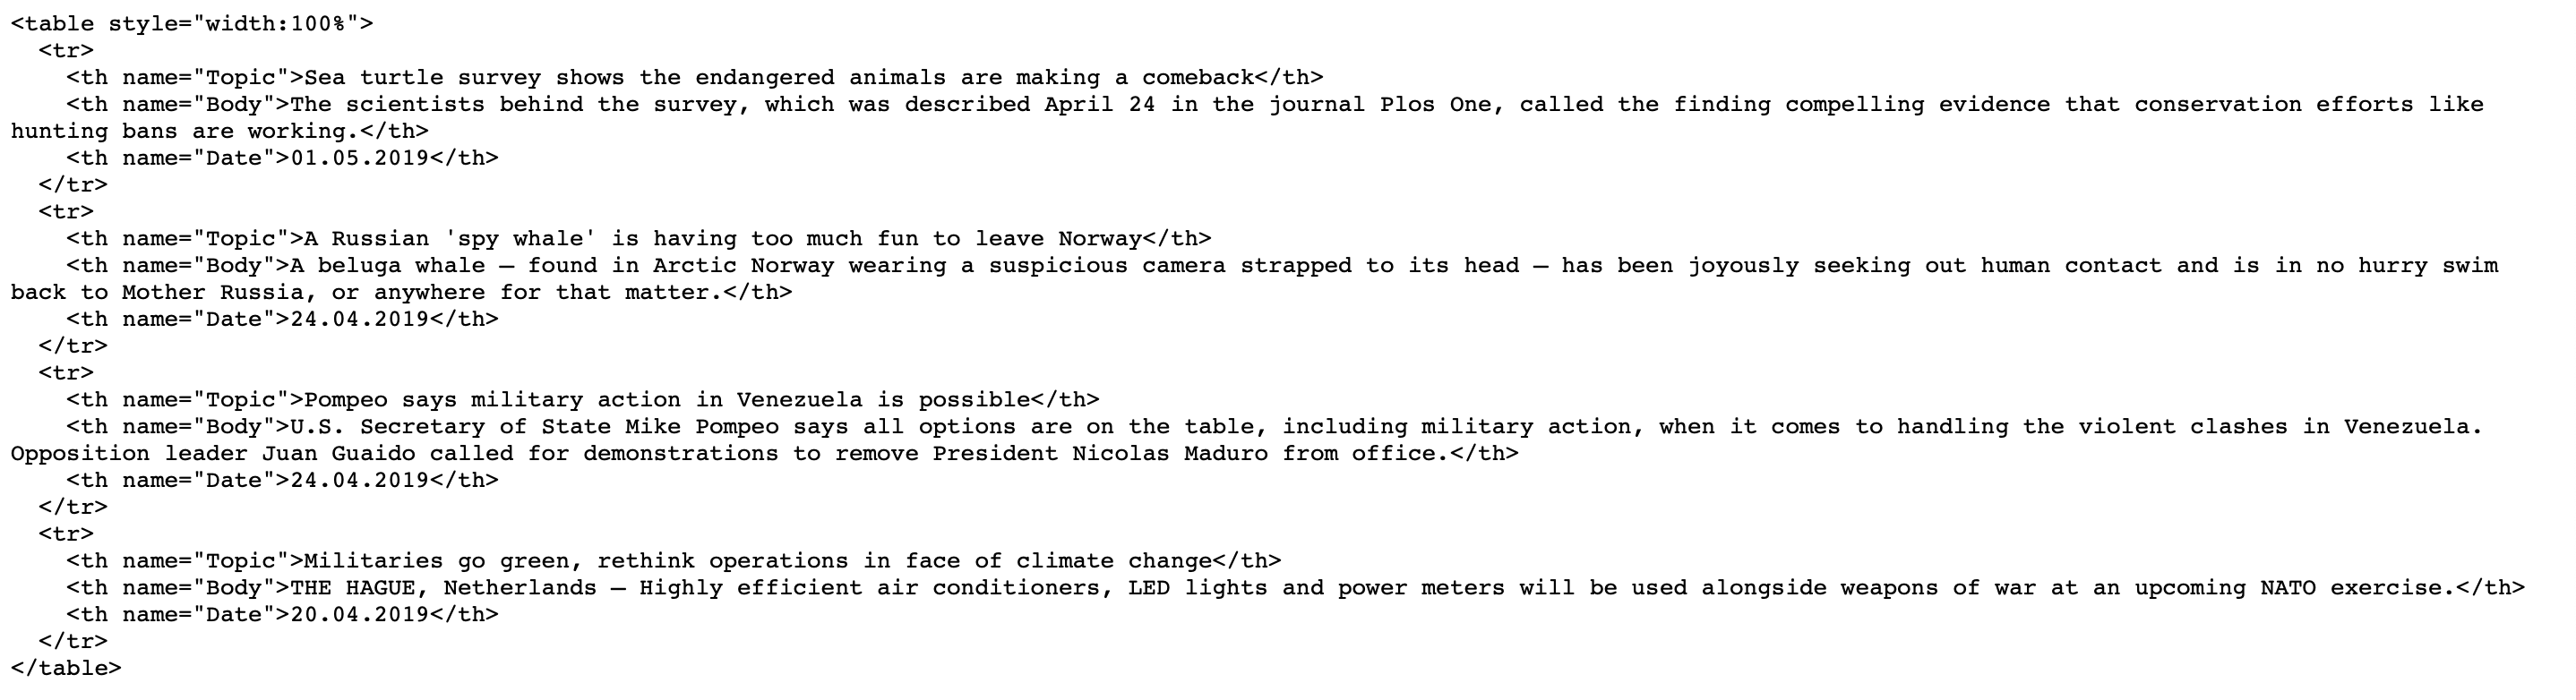 <table style="width:100%">
  <tr>
    <th name="Topic">Sea turtle survey shows the endangered animals are making a comeback</th>
    <th name="Body">The scientists behind the survey, which was described April 24 in the journal Plos One, called the finding compelling evidence that conservation efforts like
hunting bans are working.</th>
    <th name="Date">01.05.2019</th>
  </tr>
  <tr>
    <th name="Topic">A Russian 'spy whale' is having too much fun to leave Norway</th>
    <th name="Body">A beluga whale — found in Arctic Norway wearing a suspicious camera strapped to its head — has been joyously seeking out human contact and is in no hurry swim
back to Mother Russia, or anywhere for that matter.</th>
    <th name="Date">24.04.2019</th>
  </tr>
  <tr>
    <th name="Topic">Pompeo says military action in Venezuela is possible</th>
    <th name="Body">U.S. Secretary of State Mike Pompeo says all options are on the table, including military action, when it comes to handling the violent clashes in Venezuela.
Opposition leader Juan Guaido called for demonstrations to remove President Nicolas Maduro from office.</th>
    <th name="Date">24.04.2019</th>
  </tr>
  <tr>
    <th name="Topic">Militaries go green, rethink operations in face of climate change</th>
    <th name="Body">THE HAGUE, Netherlands — Highly efficient air conditioners, LED lights and power meters will be used alongside weapons of war at an upcoming NATO exercise.</th>
    <th name="Date">20.04.2019</th>
  </tr>
</table>